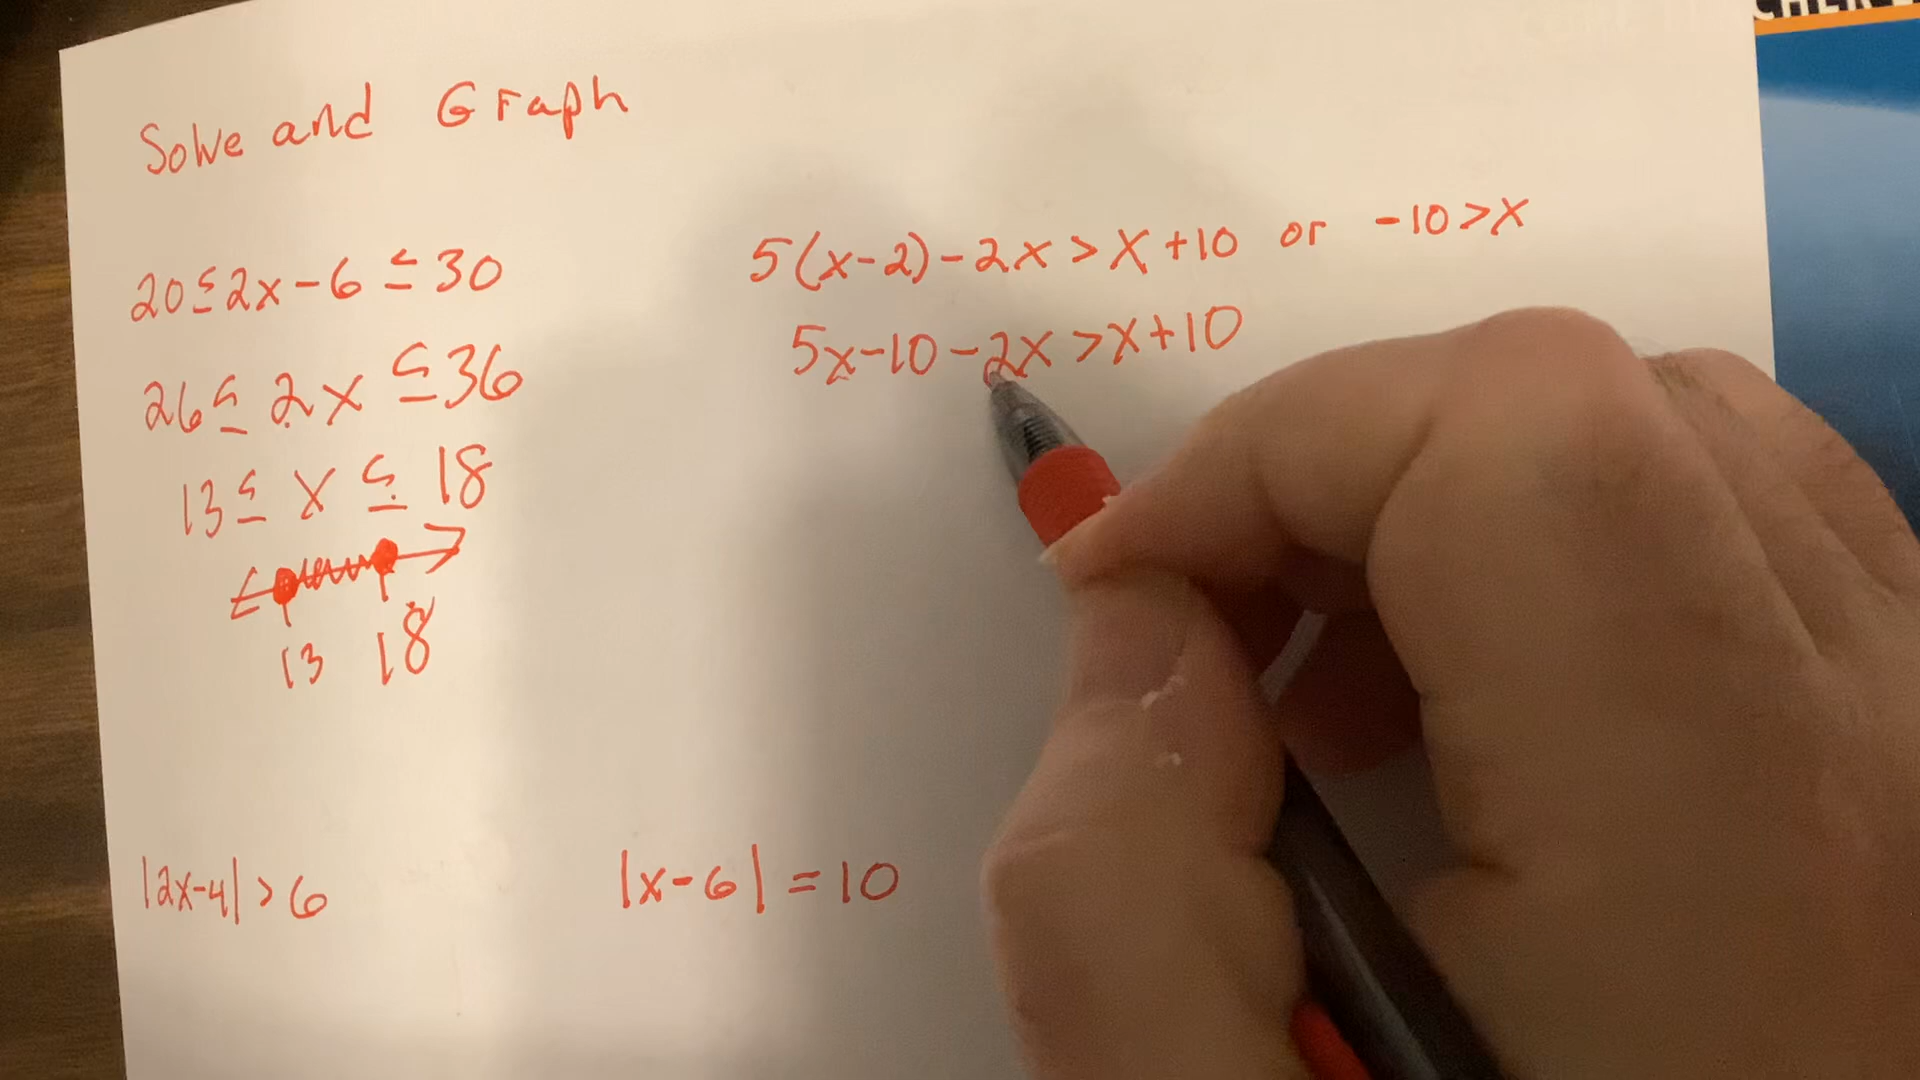 Solve and Graph
20≤2x-6≤30
26≤2x≤36
13≤x≤18
13 18
5(x-2)-2x>x+10 or -10>x
5x-10-2x>x+10
|2x-4|>6
|x-6|=10